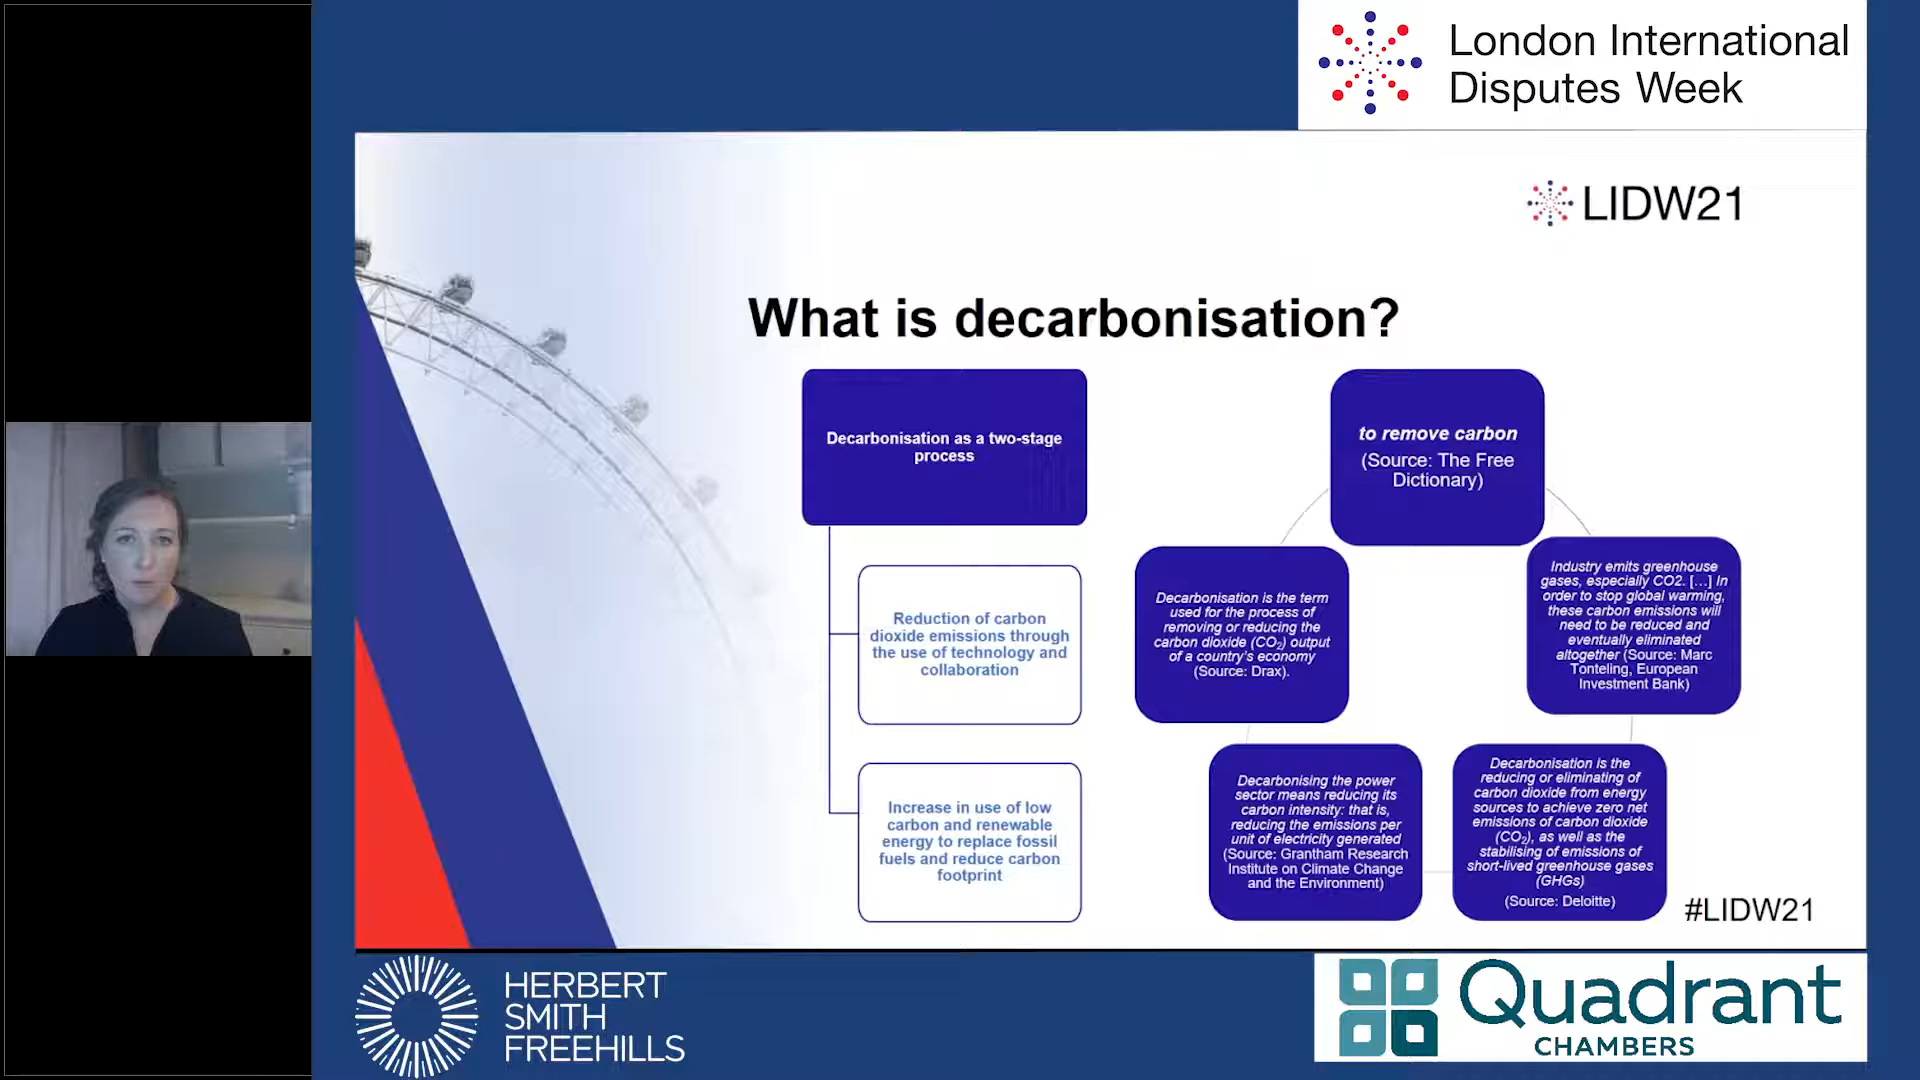 London International
Disputes Week
LIDW21
What is decarbonisation?
Decarbonisation as a two-stage
process
Reduction of carbon
dioxide emissions through
the use of technology and
collaboration
Increase in use of low
carbon and renewable
energy to replace fossil
fuels and reduce carbon
footprint
to remove carbon
(Source: The Free
Dictionary)
Industry emits greenhouse
gases, especially CO2. […] In
order to stop global warming,
these carbon emissions will
need to be reduced and
eventually eliminated
altogether (Source: Marc
Tonteling, European
Investment Bank)
Decarbonisation is the
reducing or eliminating of
carbon dioxide from energy
sources to achieve zero net
emissions of carbon dioxide
(CO₂), as well as the
stabilising of emissions of
short-lived greenhouse gases
(GHGs)
(Source: Deloitte)
Decarbonising the power
sector means reducing its
carbon intensity: that is,
reducing the emissions per
unit of electricity generated
(Source: Grantham Research
Institute on Climate Change
and the Environment)
Decarbonisation is the term
used for the process of
removing or reducing the
carbon dioxide (CO₂) output
of a country's economy
(Source: Drax).
#LIDW21
HERBERT
SMITH
FREEHILLS
Quadrant
CHAMBERS